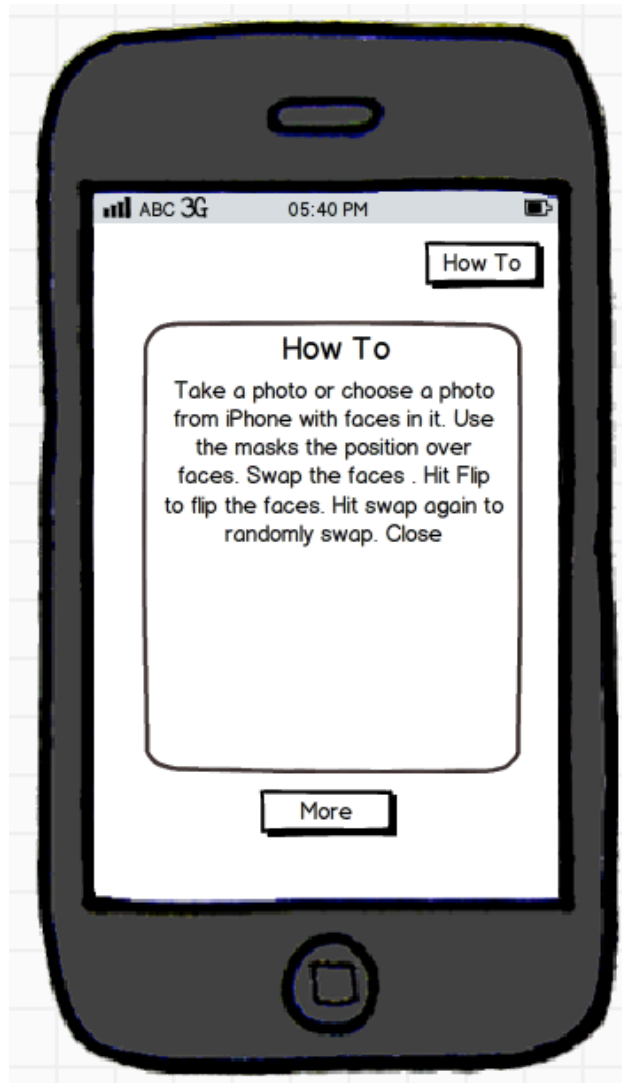 ABC 3G 05:40 PM
How To
How To
Take a photo or choose a photo
from iPhone with faces in it. Use
the masks the position over
faces. Swap the faces . Hit Flip
to flip the faces. Hit swap again to
randomly swap. Close
More